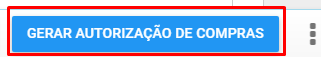 GERAR AUTORIZAÇÃO DE COMPRAS